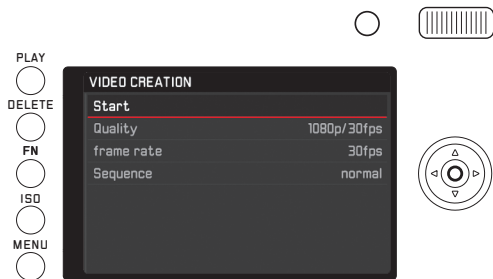 PLAY
DELETE
FN
ISO
MENU
VIDEO CREATION
Start
Quality 1080p/30fps
frame rate 30fps
Sequence normal